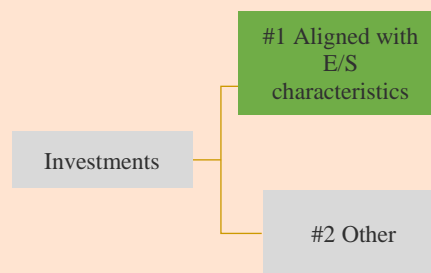 #1 Aligned with
E/S
characteristics
Investments
#2 Other